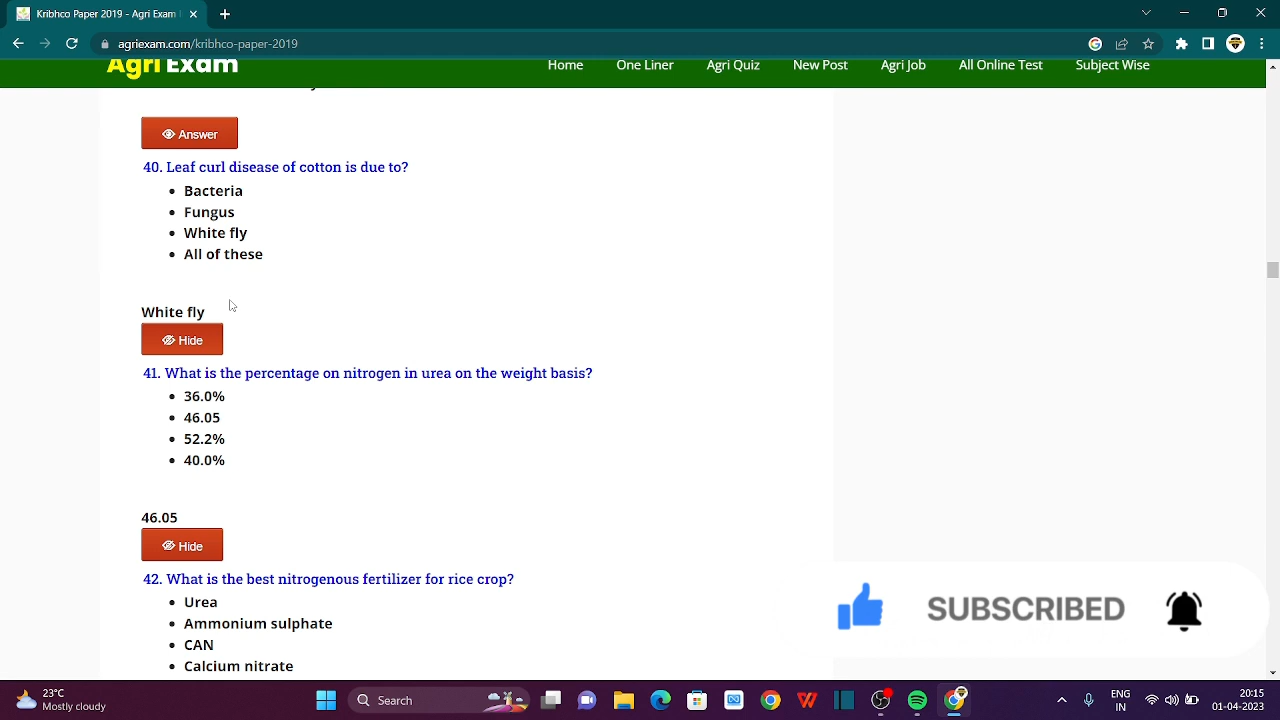 Kribhco Paper 2019 - Agri Exam
agriexam.com/kribhco-paper-2019
Agri Exam
Home One Liner Agri Quiz New Post Agri Job All Online Test Subject Wise
Answer
40. Leaf curl disease of cotton is due to?
Bacteria
Fungus
White fly
All of these
White fly
Hide
41. What is the percentage on nitrogen in urea on the weight basis?
36.0%
46.05
52.2%
40.0%
46.05
Hide
42. What is the best nitrogenous fertilizer for rice crop?
Urea
Ammonium sulphate
CAN
Calcium nitrate
SUBSCRIBED
23°C
Mostly cloudy
Search
ENG
IN
20:15
01-04-2023